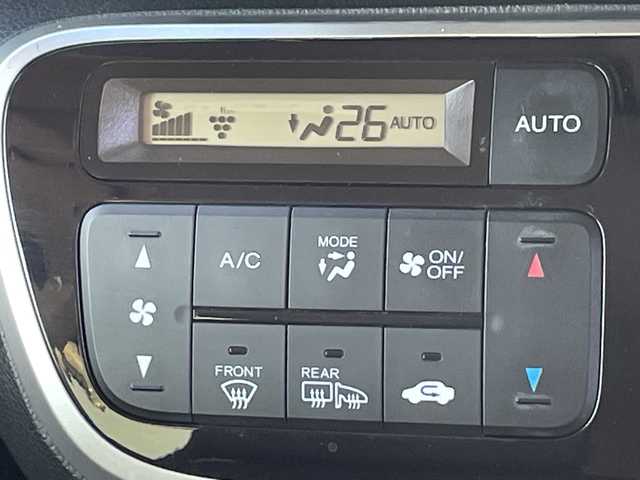 26 AUTO
AUTO
A/C
MODE
ON/
OFF
FRONT
REAR